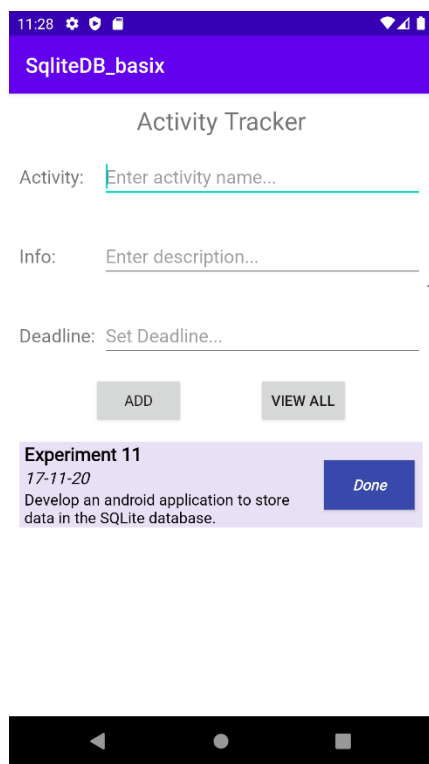 11:28
SqliteDB_basix
Activity Tracker
Activity: Enter activity name...
Info: Enter description...
Deadline: Set Deadline...
ADD VIEW ALL
Experiment 11
17-11-20
Develop an android application to store
data in the SQLite database.
Done